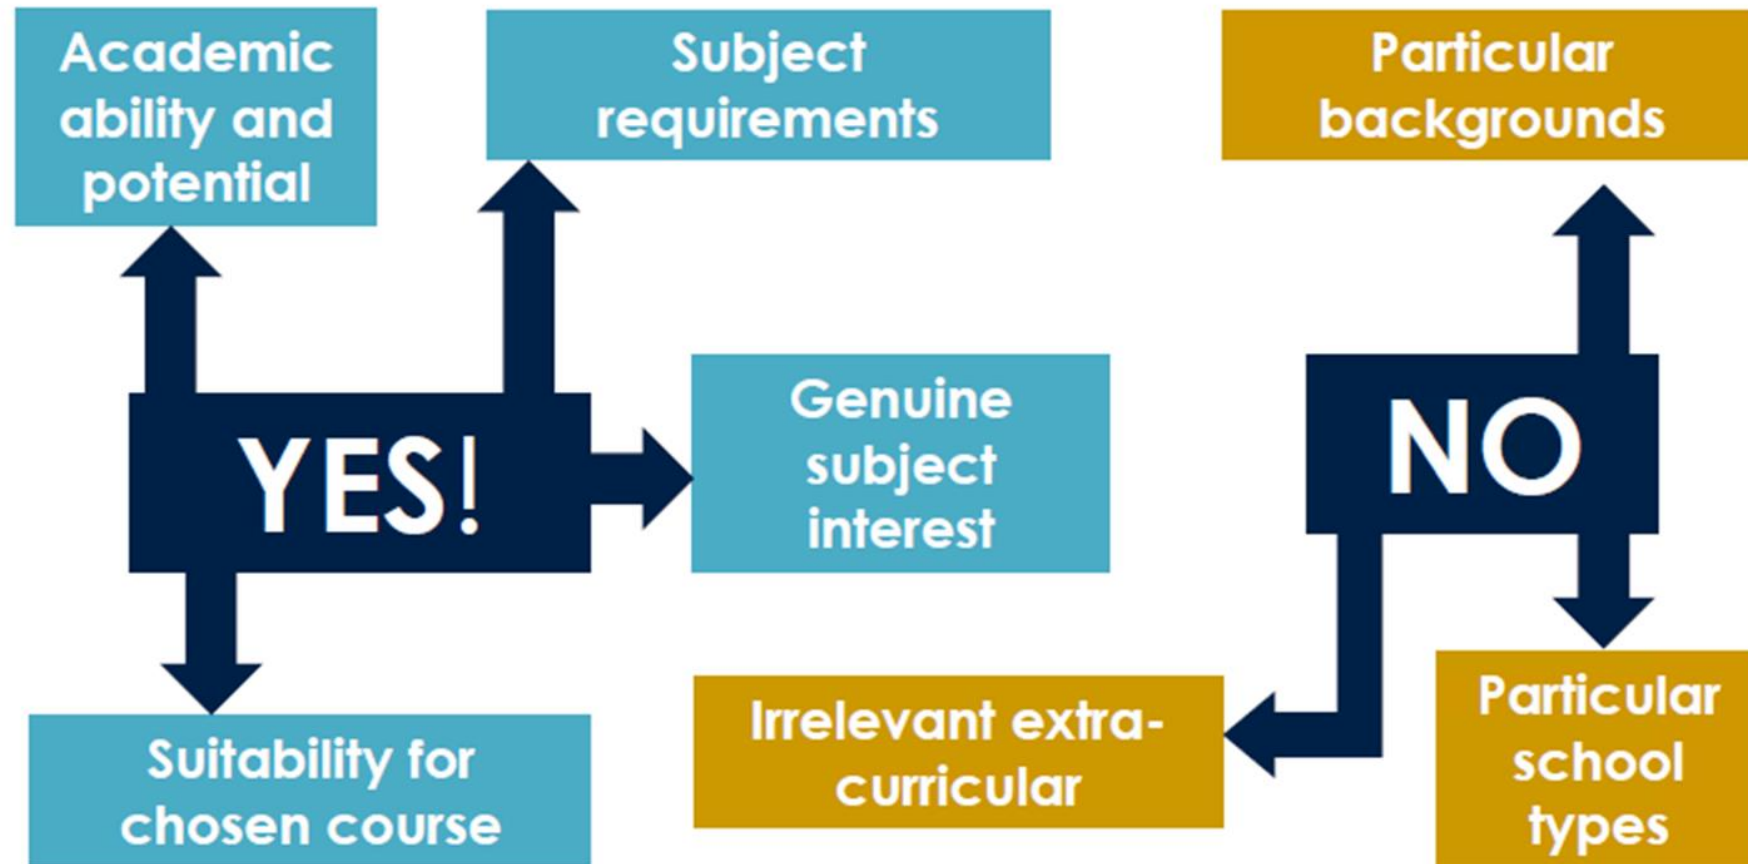 Academic
ability and
potential
Subject
requirements
Particular
backgrounds
YES!
Genuine
subject
interest
NO
Suitability for
chosen course
Irrelevant extra-
curricular
Particular
school
types